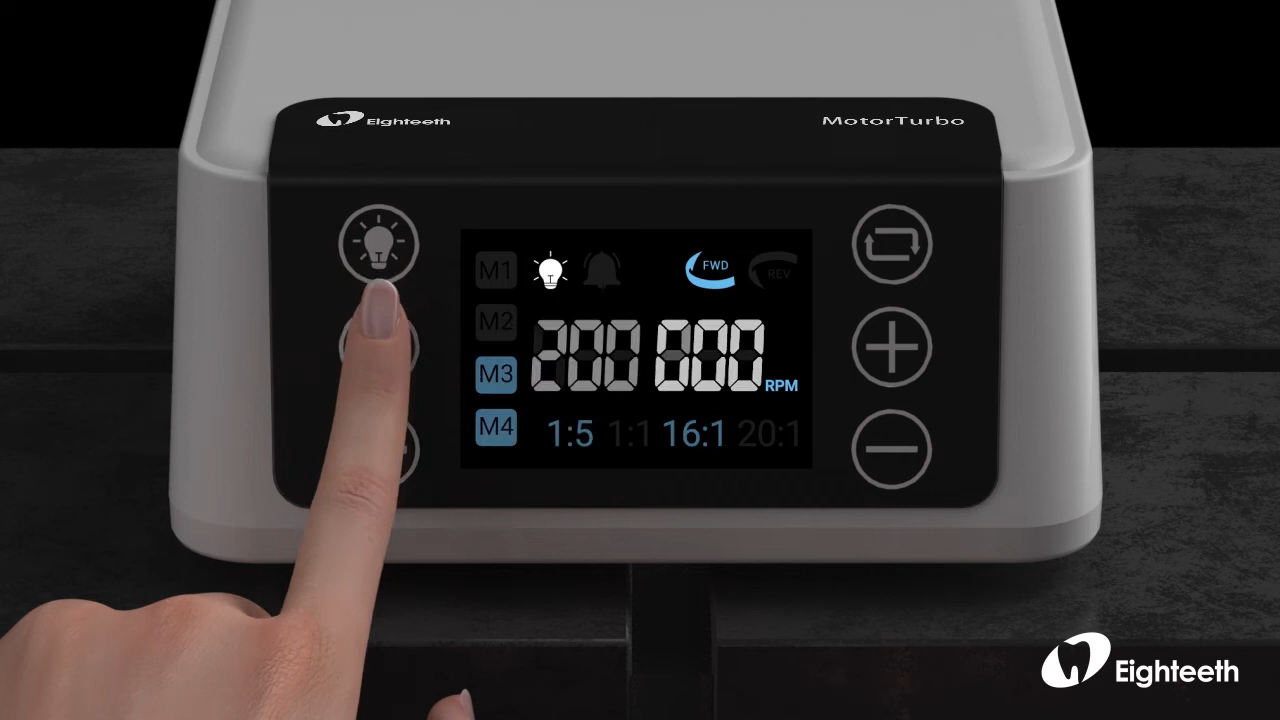 Eighteeth
MotorTurbo
M1
FWD
REV
M2
200 000
RPM
M3
M4
1:5 1:1 16:1 20:1
Eighteeth